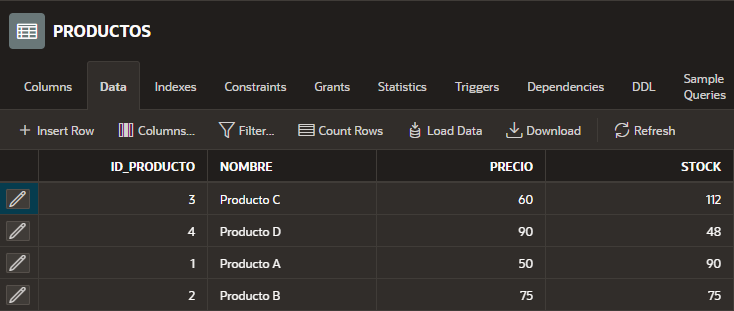 PRODUCTOS
Columns Data Indexes Constraints Grants Statistics Triggers Dependencies DDL Sample Queries
Insert Row Columns... Filter... Count Rows Load Data Download Refresh
ID_PRODUCTO NOMBRE PRECIO STOCK
3 Producto C 60 112
4 Producto D 90 48
1 Producto A 50 90
2 Producto B 75 75